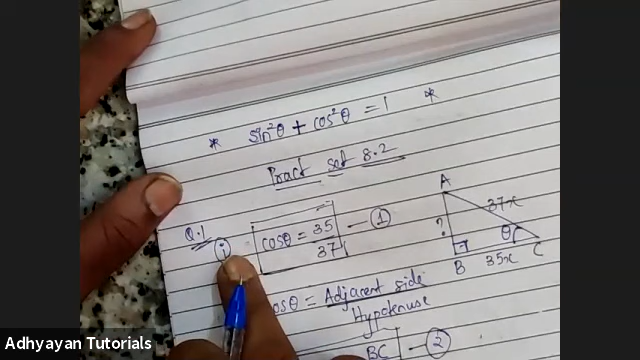 * sin²θ + cos²θ = 1 *
Pract set 8.2
Q.1
i cosθ = 35/37 — 1
A
37x
?
θ
B 35x C
cosθ = Adjacent side
Hypotenuse
BC — 2
Adhyayan Tutorials